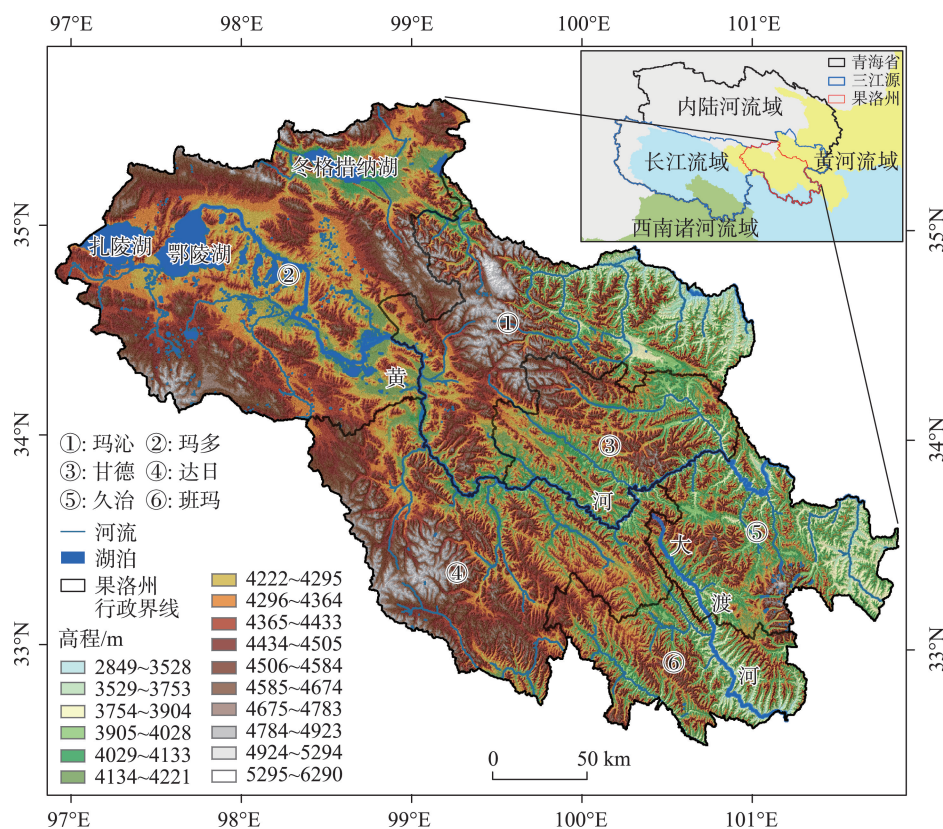 97°E
98°E
99°E
100°E
101°E
青海省
三江源
果洛州
内陆河流域
长江流域
黄河流域
西南诸河流域
35°N
35°N
34°N
34°N
33°N
33°N
冬格措纳湖
扎陵湖
鄂陵湖
②
①
黄
③
河
大
⑤
④
渡
⑥
河
①: 玛沁 ②: 玛多
③: 甘德 ④: 达日
⑤: 久治 ⑥: 班玛
河流
湖泊
果洛州
行政界线
高程/m
2849~3528
3529~3753
3754~3904
3905~4028
4029~4133
4134~4221
4222~4295
4296~4364
4365~4433
4434~4505
4506~4584
4585~4674
4675~4783
4784~4923
4924~5294
5295~6290
0 50 km
97°E
98°E
99°E
100°E
101°E